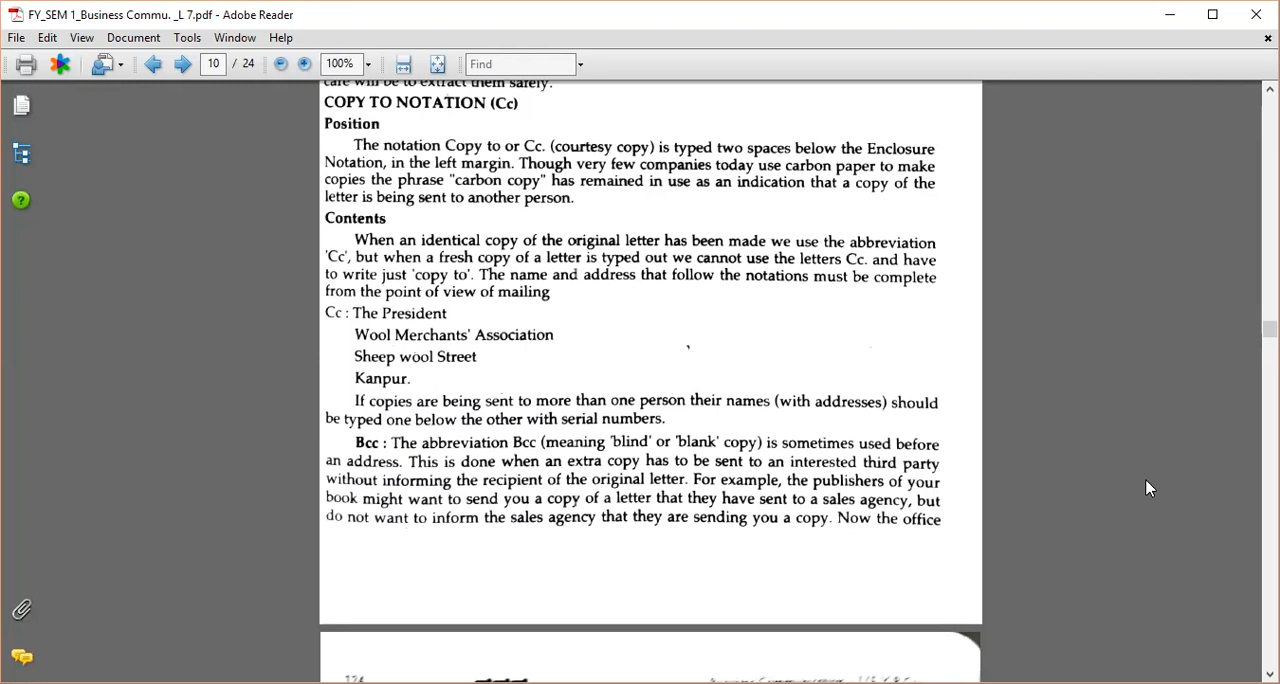 FY_SEM 1_Business Commu. _L 7.pdf - Adobe Reader
File Edit View Document Tools Window Help
10 / 24 100% Find
care will be to extract them safely.
COPY TO NOTATION (Cc)
Position
The notation Copy to or Cc. (courtesy copy) is typed two spaces below the Enclosure
Notation, in the left margin. Though very few companies today use carbon paper to make
copies the phrase "carbon copy" has remained in use as an indication that a copy of the
letter is being sent to another person.
Contents
When an identical copy of the original letter has been made we use the abbreviation
'Cc', but when a fresh copy of a letter is typed out we cannot use the letters Cc. and have
to write just 'copy to'. The name and address that follow the notations must be complete
from the point of view of mailing
Cc : The President
Wool Merchants' Association
Sheep wool Street
Kanpur.
If copies are being sent to more than one person their names (with addresses) should
be typed one below the other with serial numbers.
Bcc : The abbreviation Bcc (meaning 'blind' or 'blank' copy) is sometimes used before
an address. This is done when an extra copy has to be sent to an interested third party
without informing the recipient of the original letter. For example, the publishers of your
book might want to send you a copy of a letter that they have sent to a sales agency, but
do not want to inform the sales agency that they are sending you a copy. Now the office